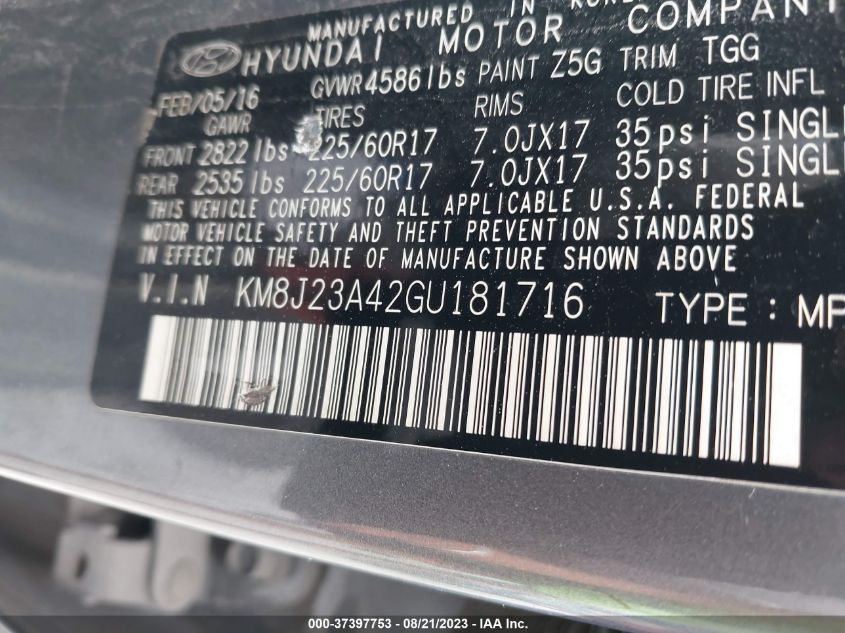 MANUFACTURED IN
HYUNDAI MOTOR COMPANY
FEB/05/16 GVWR 4586lbs PAINT Z5G TRIM TGG
GAWR TIRES RIMS COLD TIRE INFL
FRONT 2822 lbs 225/60R17 7.0JX17 35psi SINGL
REAR 2535 lbs 225/60R17 7.0JX17 35psi SINGL
THIS VEHICLE CONFORMS TO ALL APPLICABLE U.S.A. FEDERAL
MOTOR VEHICLE SAFETY AND THEFT PREVENTION STANDARDS
IN EFFECT ON THE DATE OF MANUFACTURE SHOWN ABOVE
V.I.N KM8J23A42GU181716 TYPE : MP
000-37397753 - 08/21/2023 - IAA Inc.